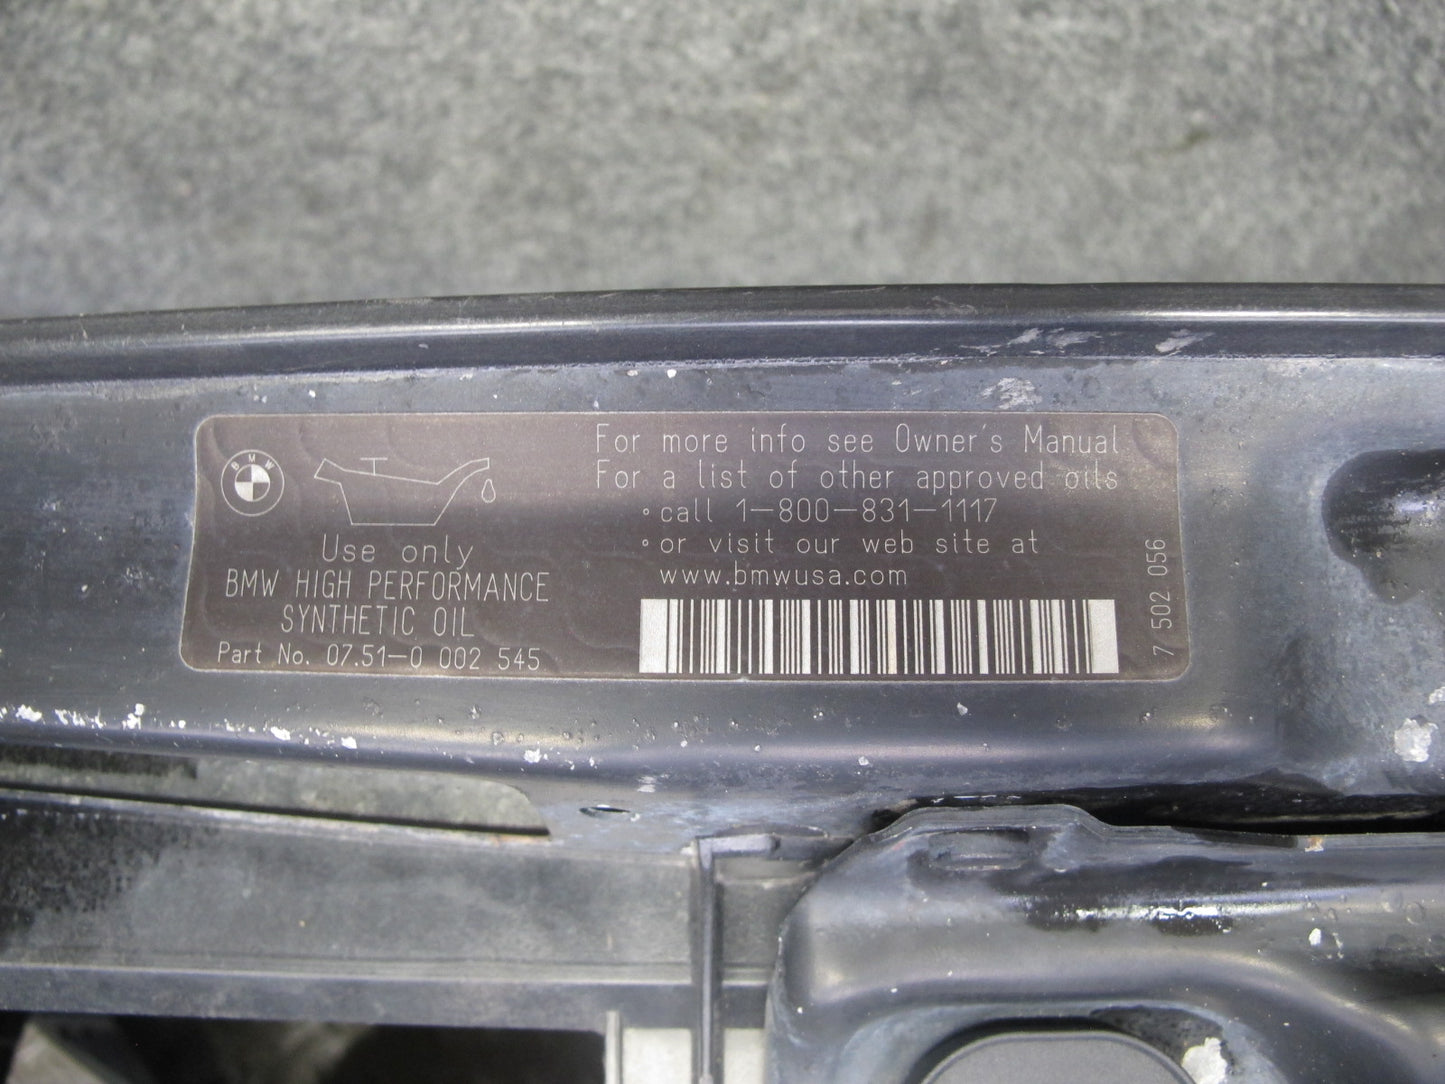 BMW
Use only
BMW HIGH PERFORMANCE
SYNTHETIC OIL
Part No. 07.51-0 002 545
For more info see Owner's Manual
For a list of other approved oils
° call 1-800-831-1117
° or visit our web site at
www.bmwusa.com
7 502 056